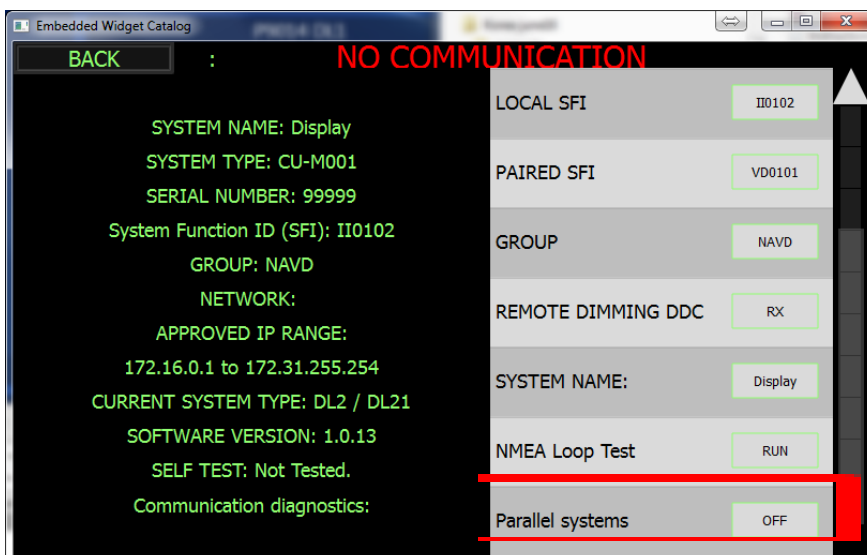 Embedded Widget Catalog
BACK : NO COMMUNICATION
SYSTEM NAME: Display
SYSTEM TYPE: CU-M001
SERIAL NUMBER: 99999
System Function ID (SFI): II0102
GROUP: NAVD
NETWORK:
APPROVED IP RANGE:
172.16.0.1 to 172.31.255.254
CURRENT SYSTEM TYPE: DL2 / DL21
SOFTWARE VERSION: 1.0.13
SELF TEST: Not Tested.
Communication diagnostics:
LOCAL SFI II0102
PAIRED SFI VD0101
GROUP NAVD
REMOTE DIMMING DDC RX
SYSTEM NAME: Display
NMEA Loop Test RUN
Parallel systems OFF